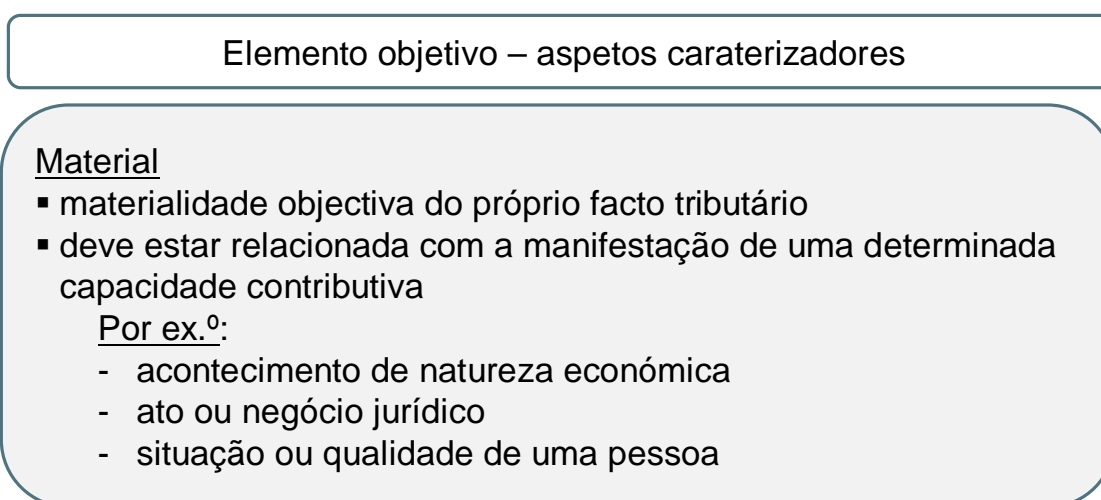 Elemento objetivo – aspetos caraterizadores
Material
▪ materialidade objectiva do próprio facto tributário
▪ deve estar relacionada com a manifestação de uma determinada
capacidade contributiva
Por ex.º:
- acontecimento de natureza económica
- ato ou negócio jurídico
- situação ou qualidade de uma pessoa